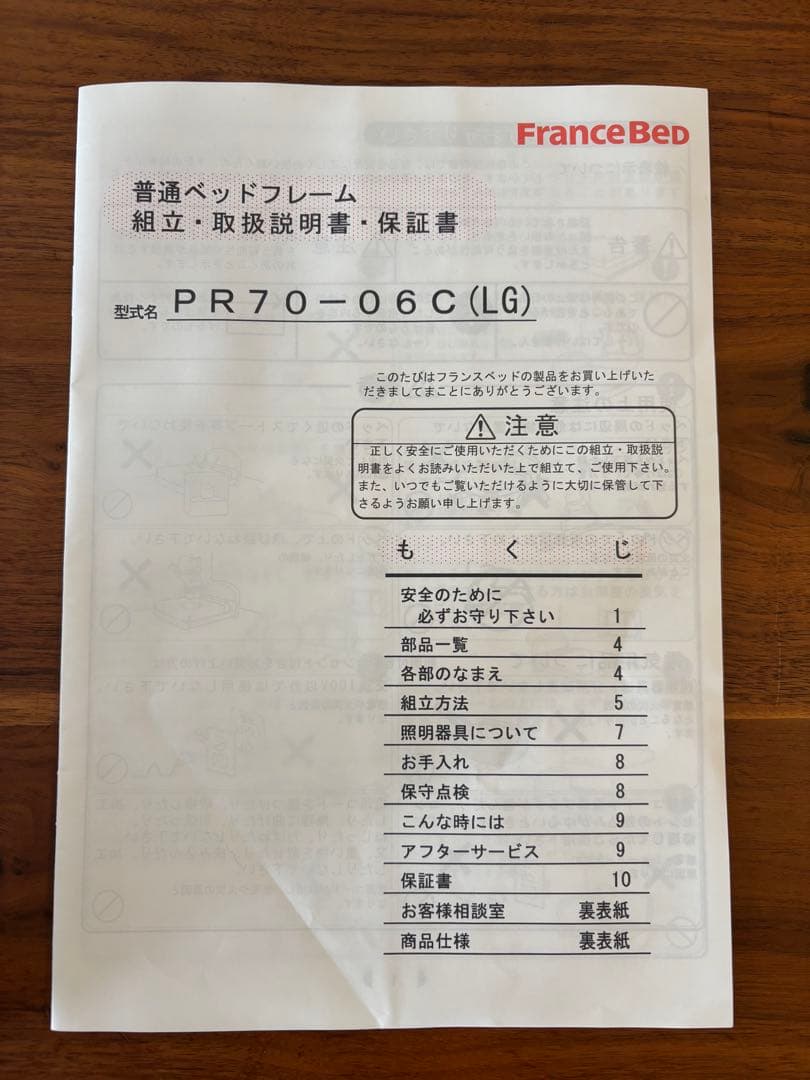 FranceBeD
普通ベッドフレーム
組立・取扱説明書・保証書
型式名 PR70-06C(LG)
このたびはフランスベッドの製品をお買い上げいた
だきましてまことにありがとうございます。
注意
正しく安全にご使用いただくためにこの組立・取扱説
明書をよくお読みいただいた上で組立て、ご使用下さい。
また、いつでもご覧いただけるように大切に保管して下
さるようお願い申し上げます。
もくじ
安全のために
必ずお守り下さい 1
部品一覧 4
各部のなまえ 4
組立方法 5
照明器具について 7
お手入れ 8
保守点検 8
こんな時には 9
アフターサービス 9
保証書 10
お客様相談室 裏表紙
商品仕様 裏表紙